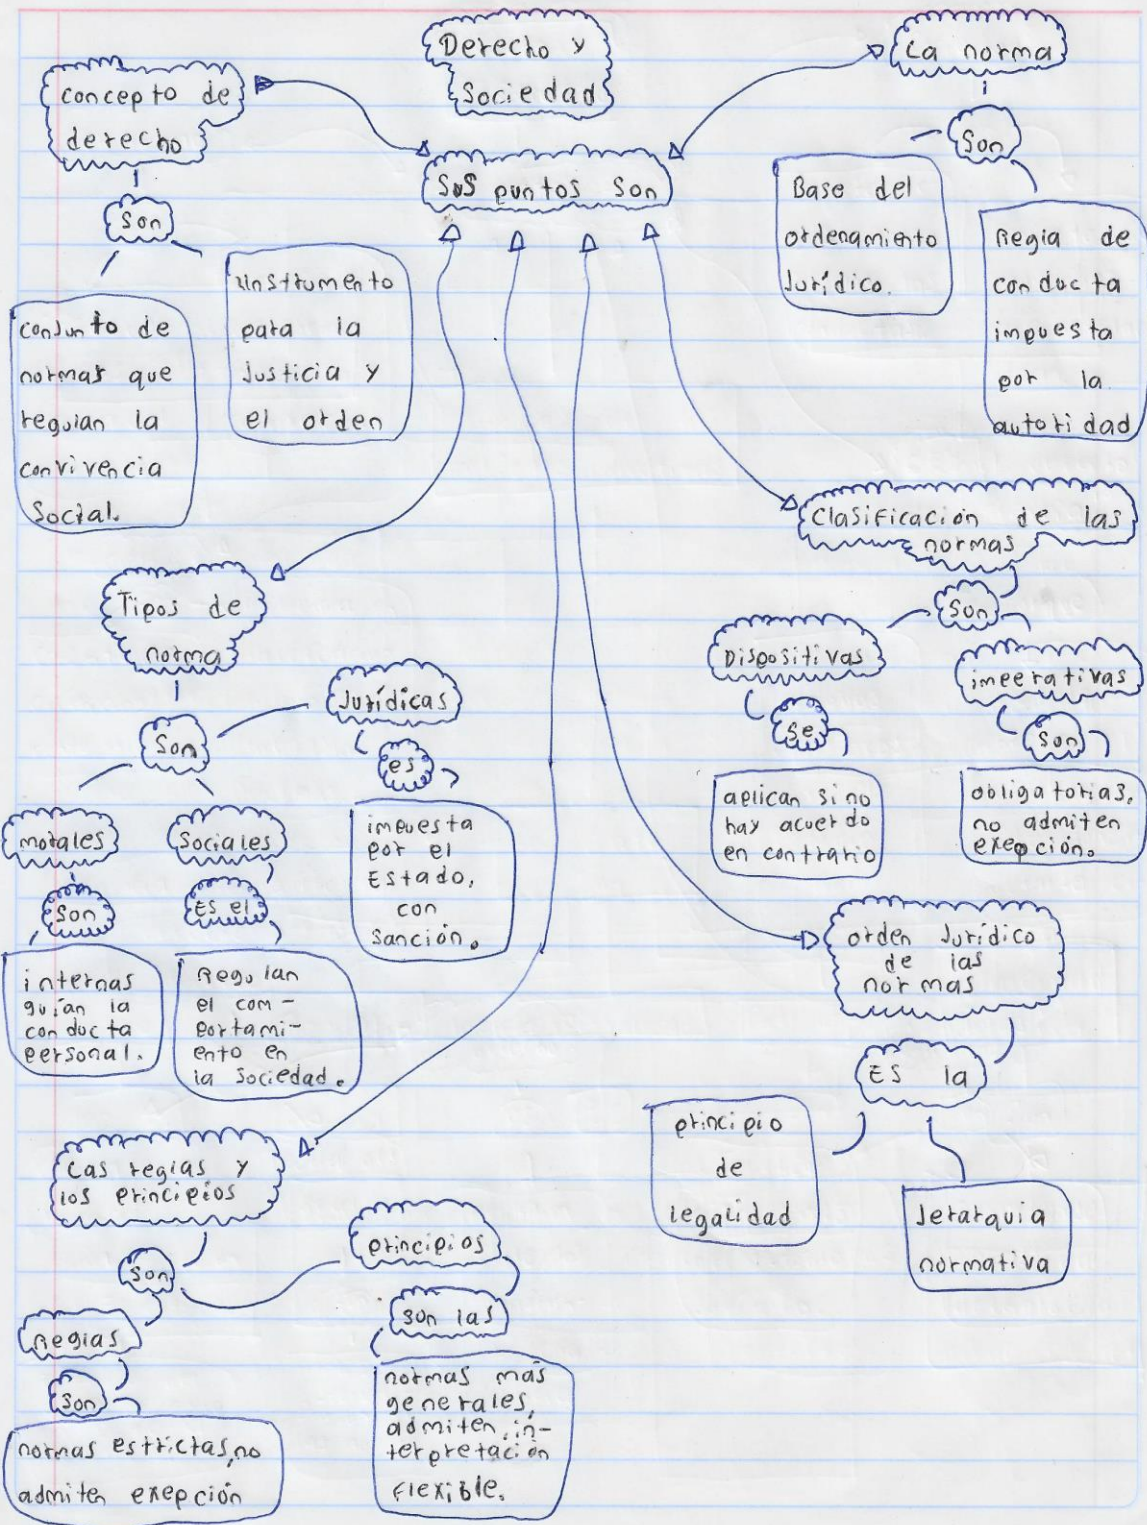 Derecho y
Sociedad
Sus puntos son
concepto de
derecho
Son
conjunto de
normas que
regulan la
convivencia
Social.
Instrumento
para la
Justicia y
el orden
La norma
Son
Base del
ordenamiento
Jurídico.
Regla de
conducta
impuesta
por la
autoridad
Clasificación de las
normas
Son
Dispositivas
Se
aplican si no
hay acuerdo
en contrario
imperativas
Son
obligatorias,
no admiten
exepción.
Tipos de
norma
Son
Jurídicas
es
impuesta
por el
Estado,
con
Sanción.
morales
Son
internas
guían la
conducta
personal.
Sociales
Es el
Regulan
el com-
portami-
ento en
la Sociedad.
orden Jurídico
de las
normas
ES la
principio
de
legalidad
Jerarquia
normativa
Las reglas y
los principios
Son
Reglas
Son
normas estrictas, no
admiten exepción
principios
Son las
normas más
generales,
admiten in-
terpretación
Flexible.